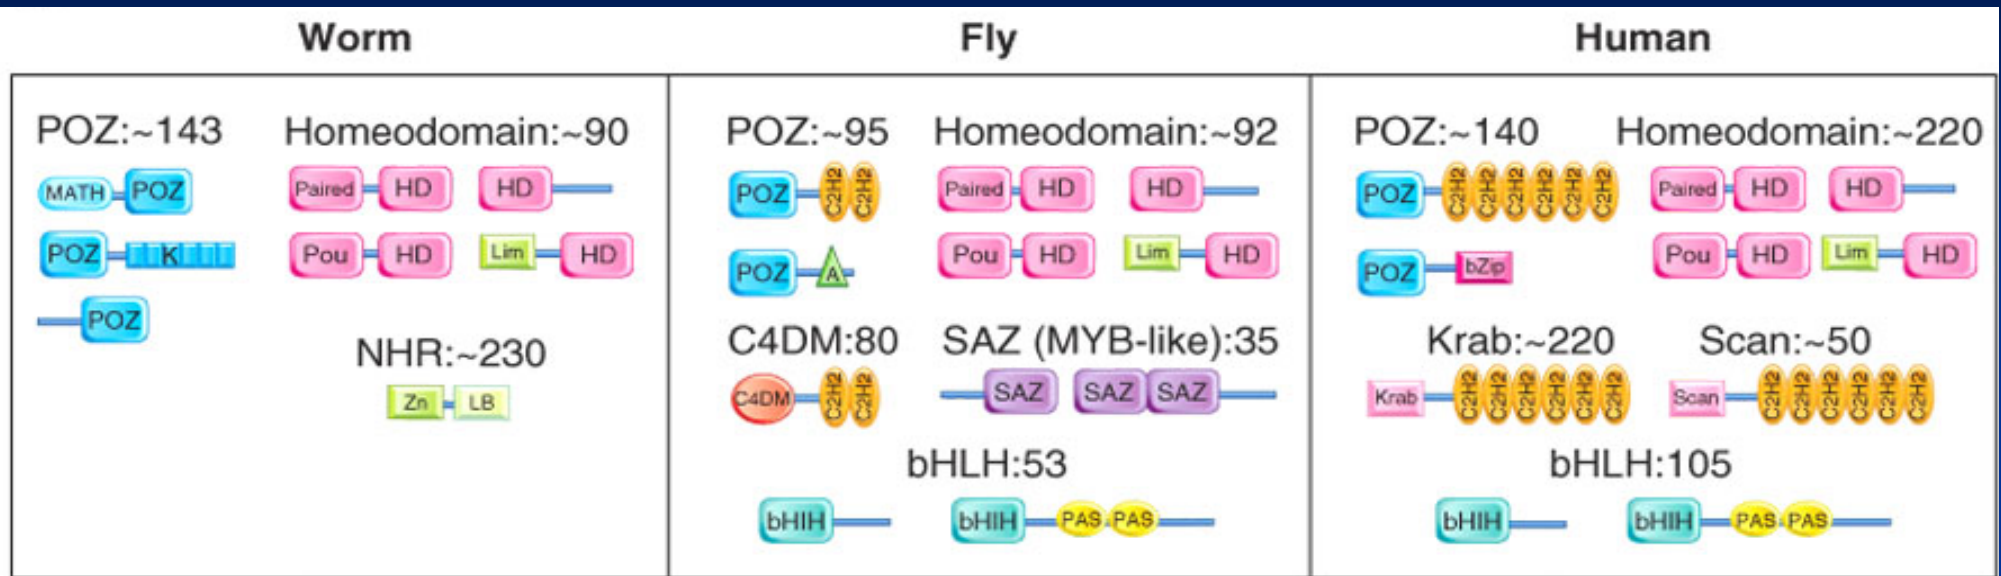 Worm
POZ:~143 Homeodomain:~90
MATH POZ Paired HD HD
POZ K Pou HD Lim HD
POZ
NHR:~230
Zn LB
Fly
POZ:~95 Homeodomain:~92
POZ C2H2 C2H2 Paired HD HD
POZ A Pou HD Lim HD
C4DM:80 SAZ (MYB-like):35
C4DM C2H2 C2H2 SAZ SAZ SAZ
bHLH:53
bHIH bHIH PAS PAS
Human
POZ:~140 Homeodomain:~220
POZ C2H2 C2H2 C2H2 C2H2 C2H2 C2H2 Paired HD HD
POZ bZip Pou HD Lim HD
Krab:~220 Scan:~50
Krab C2H2 C2H2 C2H2 C2H2 C2H2 C2H2 Scan C2H2 C2H2 C2H2 C2H2 C2H2 C2H2
bHLH:105
bHIH bHIH PAS PAS